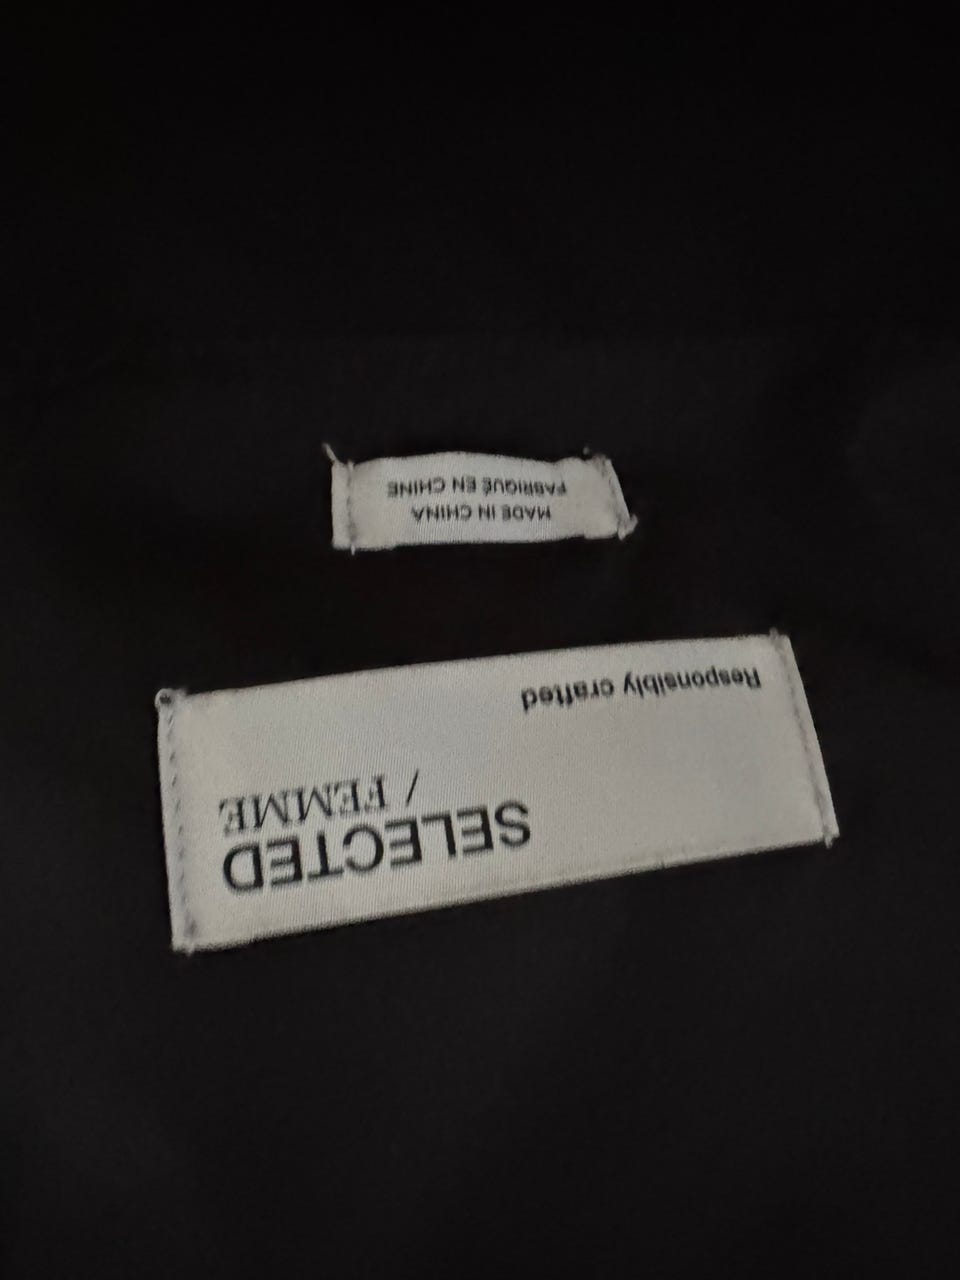 SELECTED
/ FEMME
Responsibly crafted
MADE IN CHINA
FABRIQUÉ EN CHINE